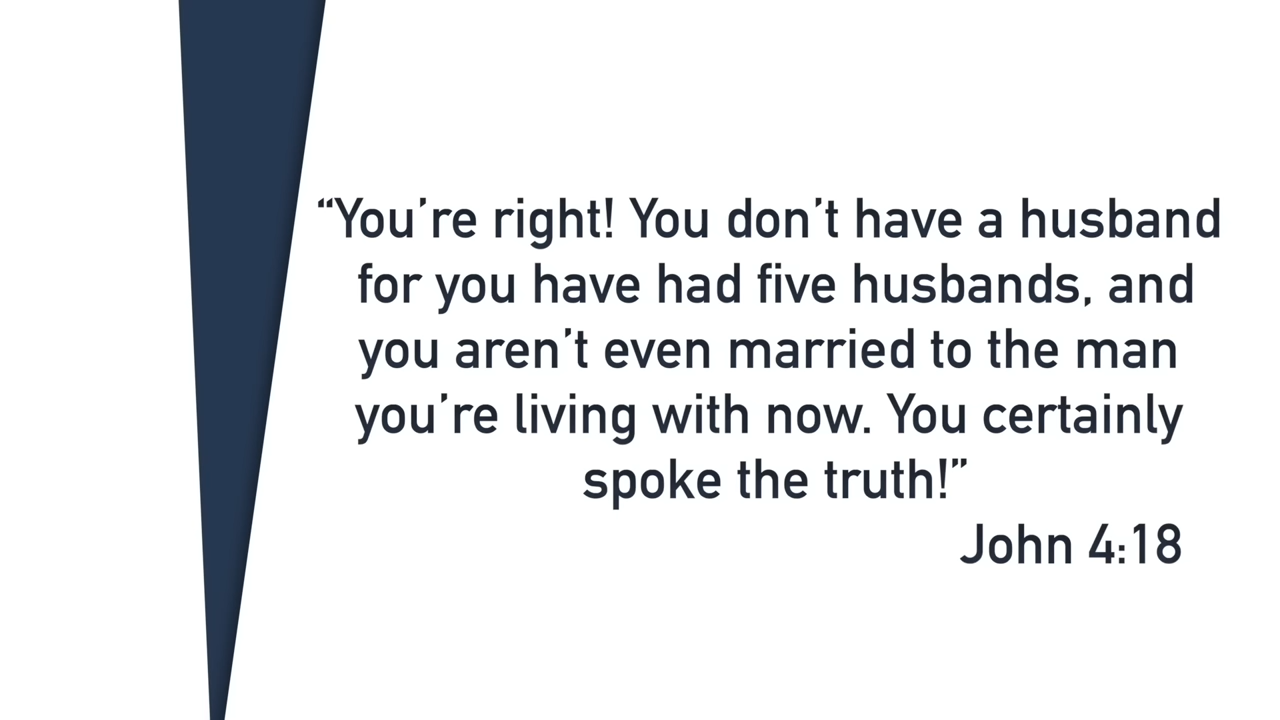 “You’re right! You don’t have a husband
for you have had five husbands, and
you aren’t even married to the man
you’re living with now. You certainly
spoke the truth!”
John 4:18